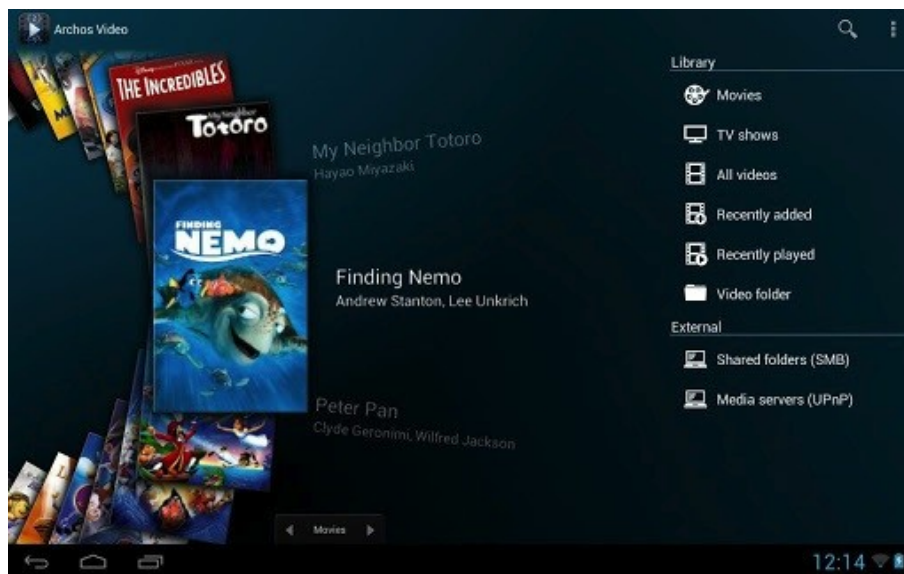 Archos Video
THE INCREDIBLES
My Neighbor
Totoro
FINDING
NEMO
My Neighbor Totoro
Hayao Miyazaki
Finding Nemo
Andrew Stanton, Lee Unkrich
Peter Pan
Clyde Geronimi, Wilfred Jackson
Movies
Library
Movies
TV shows
All videos
Recently added
Recently played
Video folder
External
Shared folders (SMB)
Media servers (UPnP)
12:14